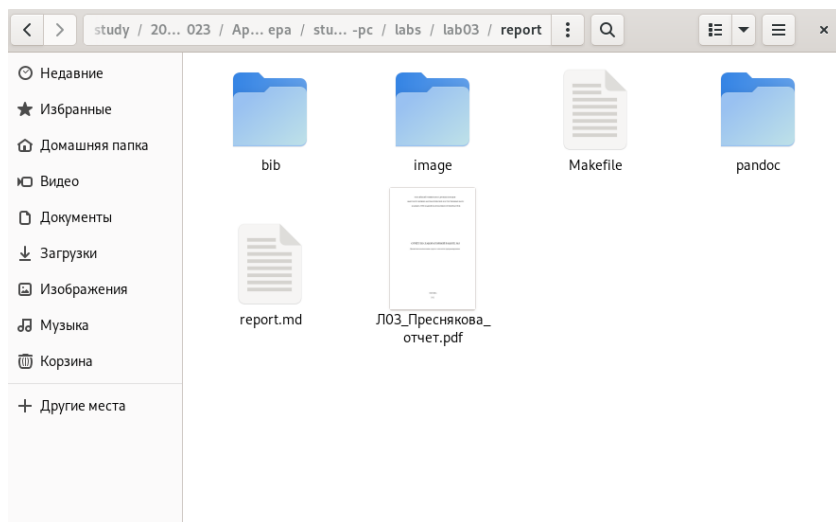 study / 20... 023 / Ap... epa / stu... -pc / labs / lab03 / report
Недавние
Избранные
Домашняя папка
Видео
Документы
Загрузки
Изображения
Музыка
Корзина
Другие места
bib
image
Makefile
pandoc
report.md
Л03_Преснякова_
отчет.pdf